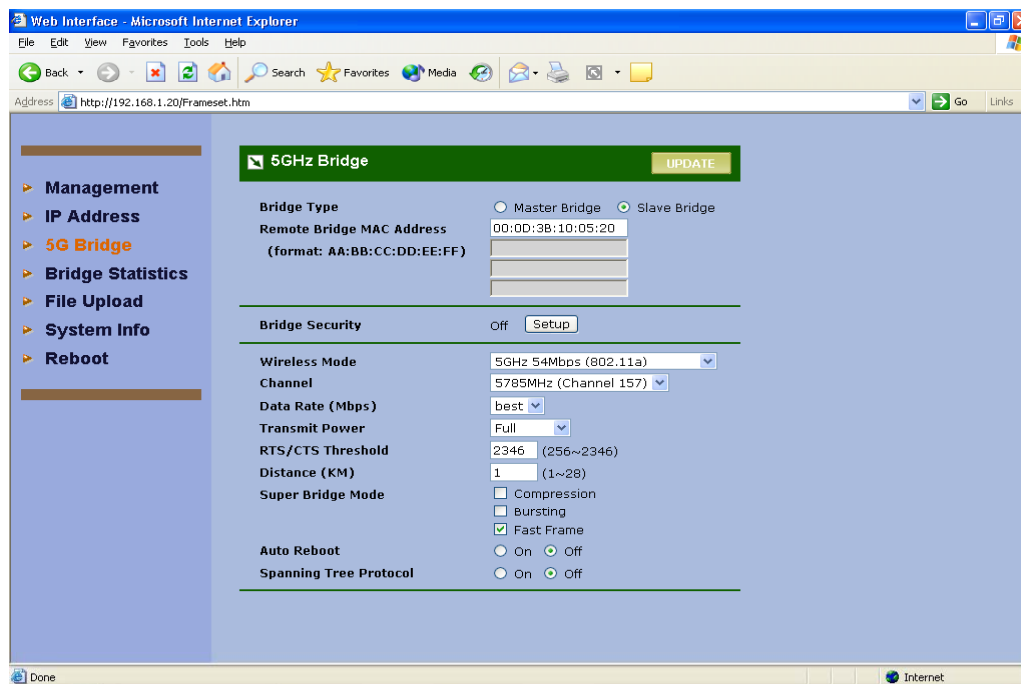 Web Interface - Microsoft Internet Explorer
File Edit View Favorites Tools Help
Back Search Favorites Media
Address http://192.168.1.20/Frameset.htm Go Links
Management
IP Address
5G Bridge
Bridge Statistics
File Upload
System Info
Reboot
5GHz Bridge UPDATE
Bridge Type Master Bridge Slave Bridge
Remote Bridge MAC Address 00:0D:3B:10:05:20
(format: AA:BB:CC:DD:EE:FF)
Bridge Security Off Setup
Wireless Mode 5GHz 54Mbps (802.11a)
Channel 5785MHz (Channel 157)
Data Rate (Mbps) best
Transmit Power Full
RTS/CTS Threshold 2346 (256~2346)
Distance (KM) 1 (1~28)
Super Bridge Mode Compression
Bursting
Fast Frame
Auto Reboot On Off
Spanning Tree Protocol On Off
Done Internet